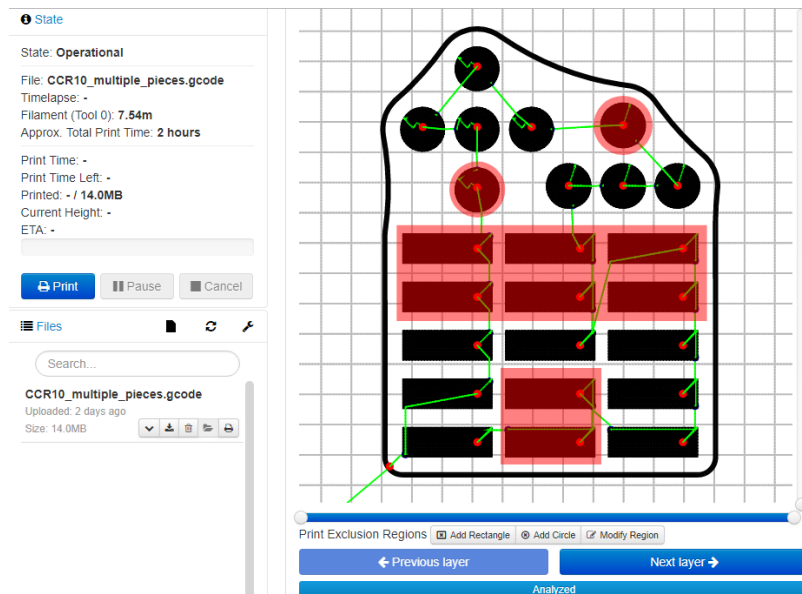 State
State: Operational
File: CCR10_multiple_pieces.gcode
Timelapse: -
Filament (Tool 0): 7.54m
Approx. Total Print Time: 2 hours
Print Time: -
Print Time Left: -
Printed: - / 14.0MB
Current Height: -
ETA: -
Print Pause Cancel
Files
Search...
CCR10_multiple_pieces.gcode
Uploaded: 2 days ago
Size: 14.0MB
Print Exclusion Regions Add Rectangle Add Circle Modify Region
Previous layer Next layer
Analyzed